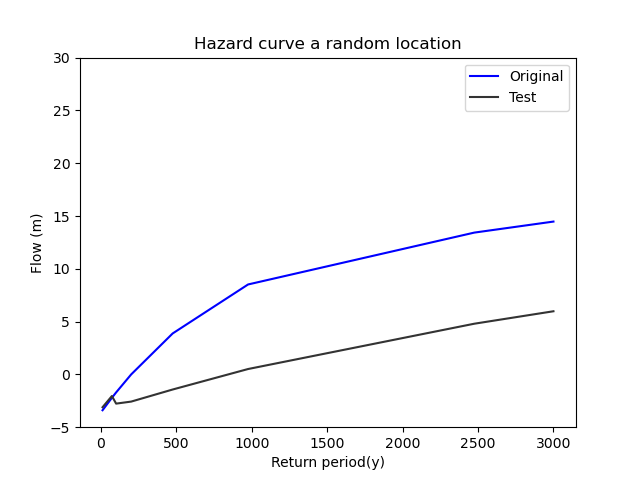 Hazard curve a random location
30
25
20
15
10
5
0
−5
Flow (m)
Original
Test
0 500 1000 1500 2000 2500 3000
Return period(y)